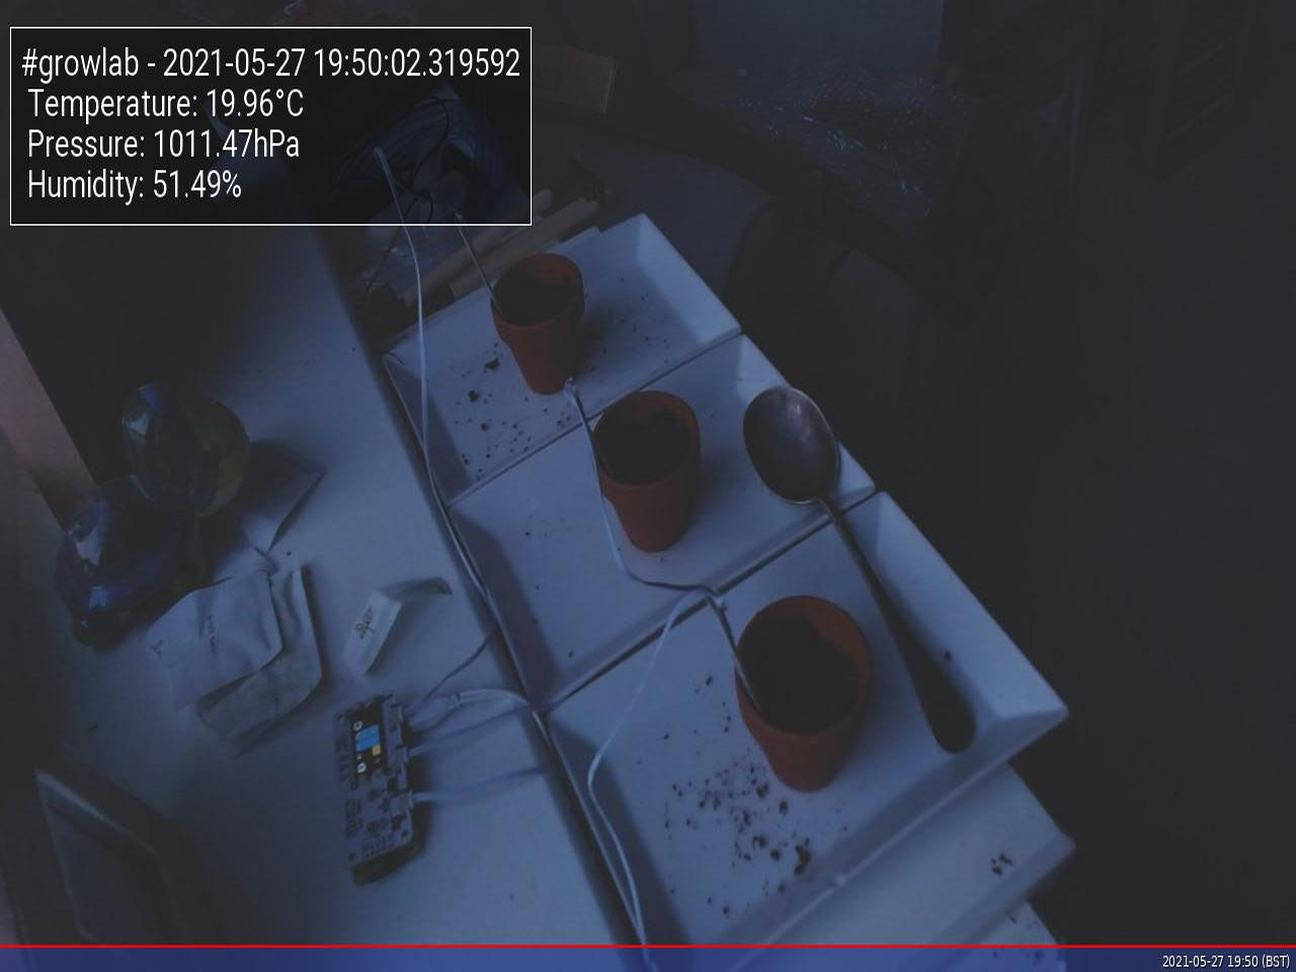 #growlab - 2021-05-27 19:50:02.319592
Temperature: 19.96°C
Pressure: 1011.47hPa
Humidity: 51.49%
2021-05-27 19:50 (BST)